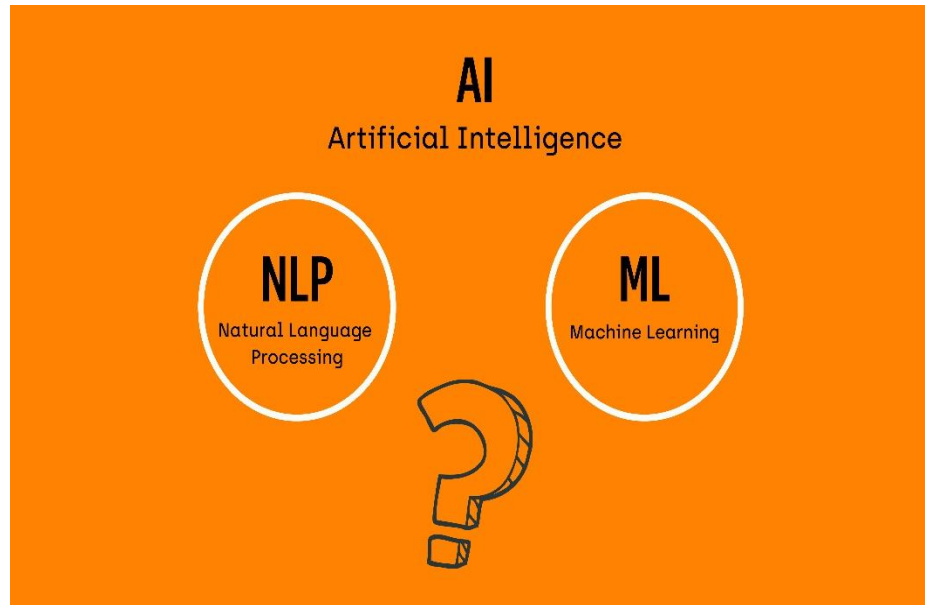 AI
Artificial Intelligence
NLP
Natural Language
Processing
ML
Machine Learning
?